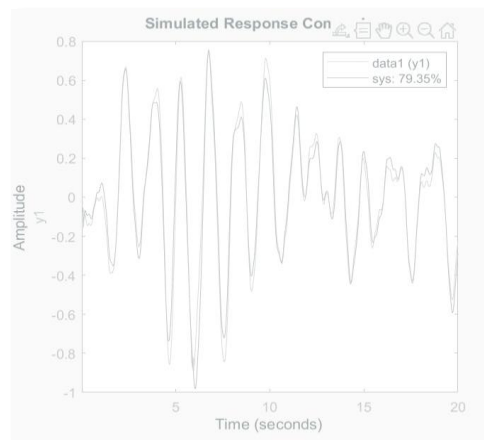 Simulated Response Con
data1 (y1)
sys: 79.35%
0.8
0.6
0.4
0.2
0
-0.2
-0.4
-0.6
-0.8
-1
Amplitude
y1
5
10
15
20
Time (seconds)